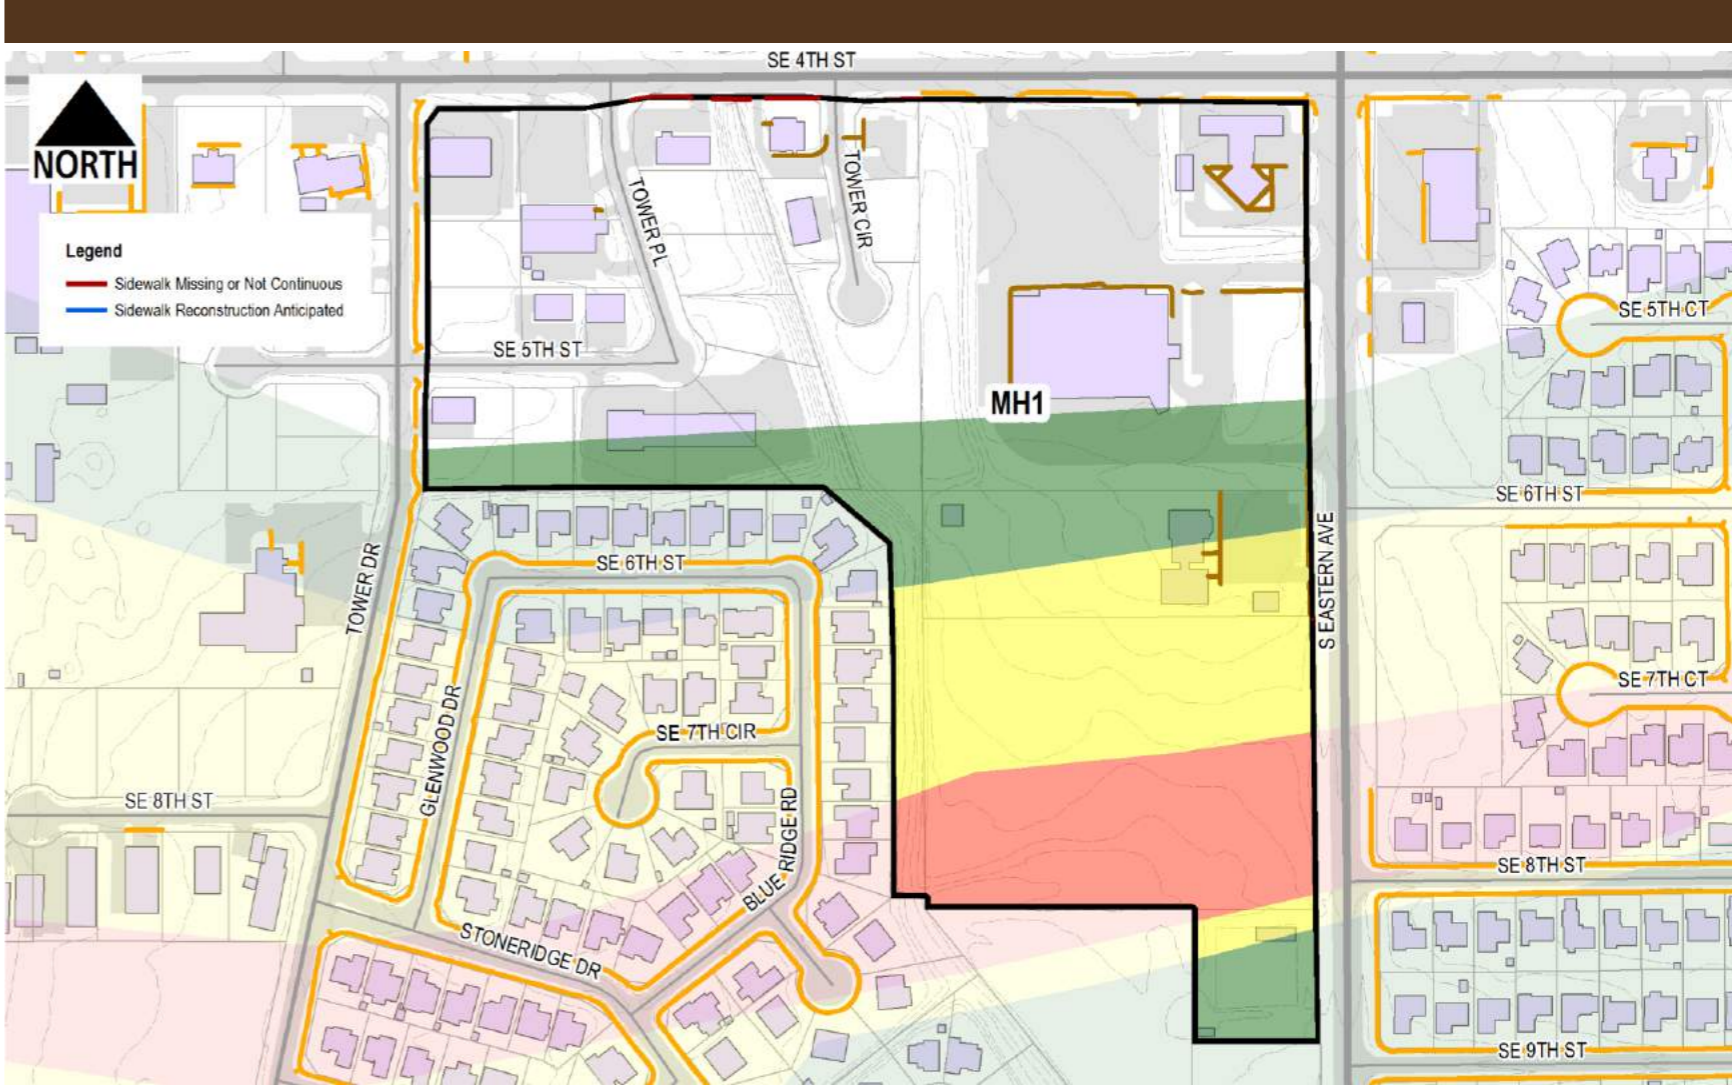 SE 4TH ST
NORTH
Legend
Sidewalk Missing or Not Continuous
Sidewalk Reconstruction Anticipated
TOWER PL
TOWER CIR
SE 5TH CT
SE 5TH ST
MH1
SE 6TH ST
SE 6TH ST
TOWER DR
S EASTERN AVE
SE 7TH CT
GLENWOOD DR
SE 7TH CIR
SE 8TH ST
BLUE RIDGE RD
SE 8TH ST
STONERIDGE DR
SE 9TH ST